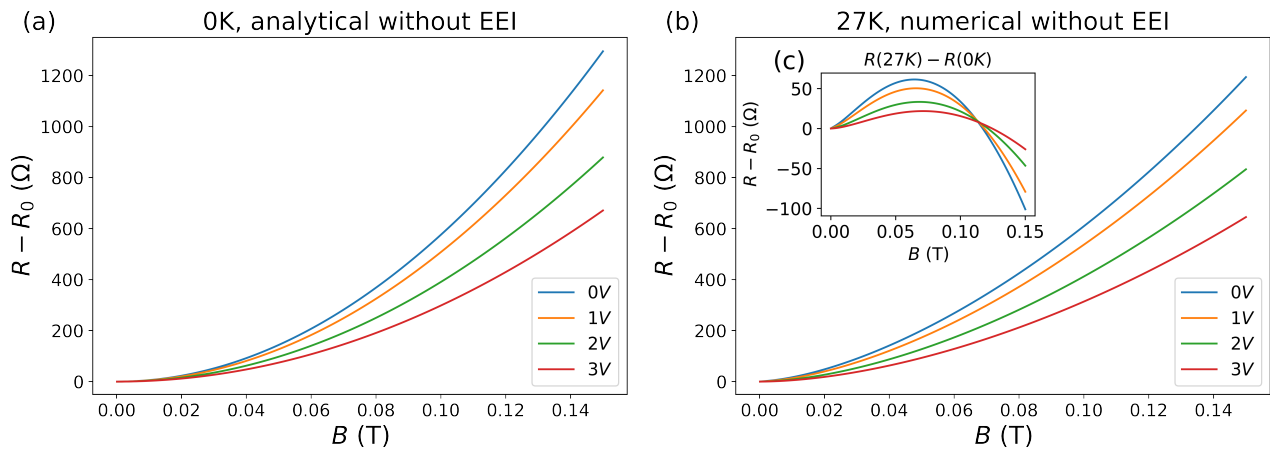 (a)
0K, analytical without EEI
R − R₀ (Ω)
1200
1000
800
600
400
200
0
0.00 0.02 0.04 0.06 0.08 0.10 0.12 0.14
B (T)
0V
1V
2V
3V
(b)
27K, numerical without EEI
R − R₀ (Ω)
1200
1000
800
600
400
200
0
0.00 0.02 0.04 0.06 0.08 0.10 0.12 0.14
B (T)
0V
1V
2V
3V
(c)
R(27K) − R(0K)
R − R₀ (Ω)
50
0
−50
−100
0.00 0.05 0.10 0.15
B (T)